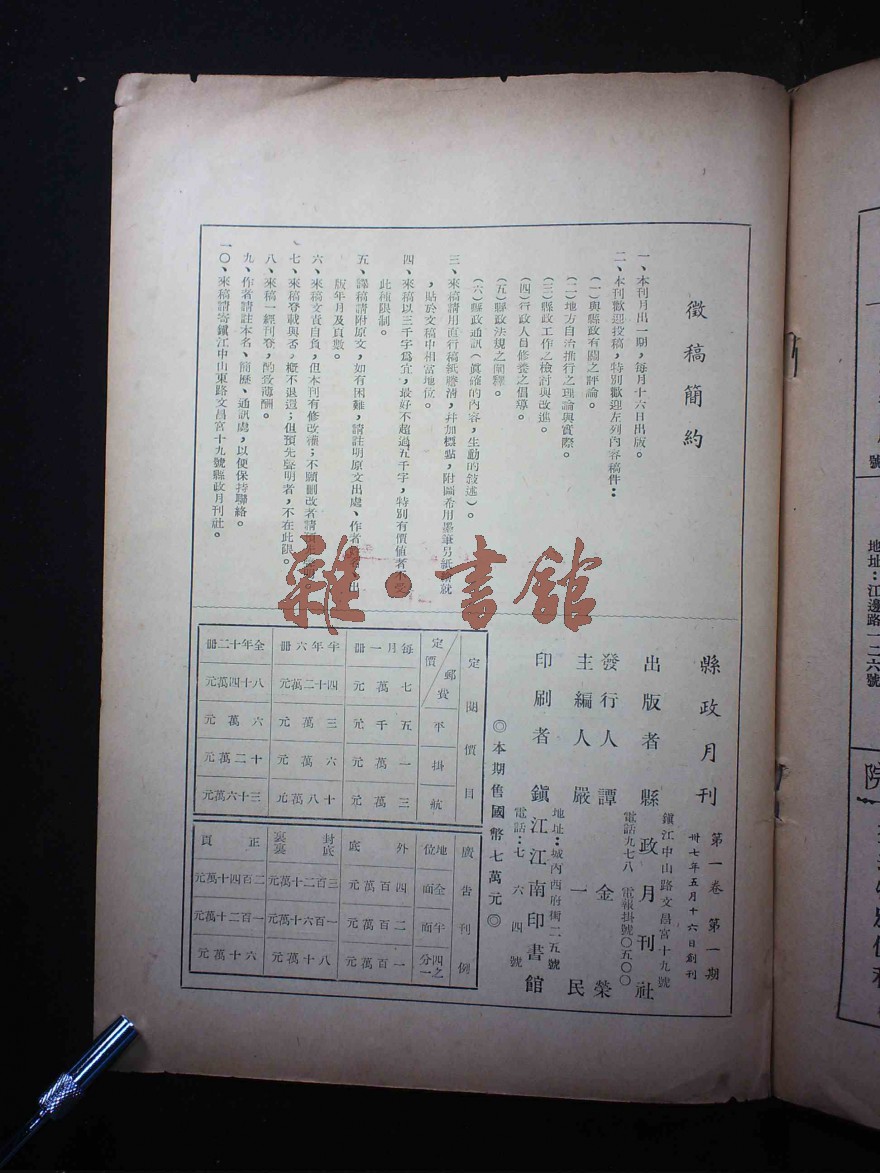 徵稿簡約
一、本刊月出一期，每月十六日出版。
二、本刊歡迎投稿，特別歡迎左列內容稿件：
(一)與縣政有關之評論。
(二)地方自治推行之理論與實際。
(三)縣政工作之檢討與改進。
(四)行政人員修養之倡導。
(五)縣政法規之闡釋。
(六)縣政通訊(眞確的內容，生動的敍述)。
三、來稿請用直行稿紙謄清，并加標點，附圖希用墨筆另紙 就
，貼於文稿中相當地位。
四、來稿以三千字爲宜，最好不超過五千字，特別有價值者不
此種限制。
五、譯稿請附原文，如有困難，請註明原文出處、作者 出
版年月及頁數。
六、來稿文責自負，但本刊有修改權；不願刪改者請
七、來稿登載與否，概不退還；但預先聲明者，不在此限。
八、來稿一經刊登，酌致薄酬。
九、作者請註本名、簡歷、通訊處，以便保持聯絡。
一〇、來稿請寄鎭江中山東路文昌宮十九號縣政月刊社。
雜·書館
縣政月刊 第一卷 第一期
卅七年五月十六日創刊
出版者 縣政月刊社
鎭江中山路文昌宮十九號
電話九七八 電報掛號〇五〇〇
發行人 譚金榮
主編人 嚴一民
印刷者 鎭江江南印書館
地址：城內西府街二五號
電話：七六四號
◎本期售國幣七萬元◎
定期價目
定價 郵費 平 掛 航
每月一冊 七萬元 五千元 一萬元 三萬元
半年六冊 四十二萬元 三萬元 六萬元 十八萬元
全年十二冊 八十四萬元 六萬元 十二萬元 三十六萬元
廣告刊例
地位 全面 半面 四分之一
外底 四百萬元 二百萬元 一百萬元
封裏 底裏 三百二十萬元 一百六十萬元 八十萬元
正頁 二百四十萬元 一百二十萬元 六十萬元
號
地址：江邊路一二六號
院